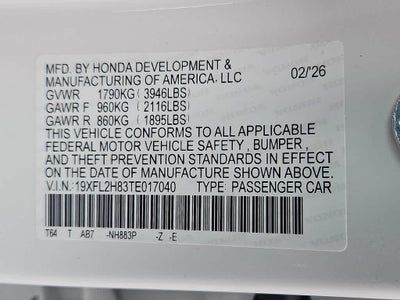 MFD. BY HONDA DEVELOPMENT &
MANUFACTURING OF AMERICA, LLC 02/'26
GVWR 1790KG (3946LBS)
GAWR F 960KG (2116LBS)
GAWR R 860KG (1895LBS)
THIS VEHICLE CONFORMS TO ALL APPLICABLE
FEDERAL MOTOR VEHICLE SAFETY, BUMPER,
AND THEFT PREVENTION STANDARDS IN EFFECT
ON THE DATE OF MANUFACTURE SHOWN ABOVE.
V.I.N.: 19XFL2H83TE017040 TYPE: PASSENGER CAR
T64 T AB7 -NH883P -Z -E